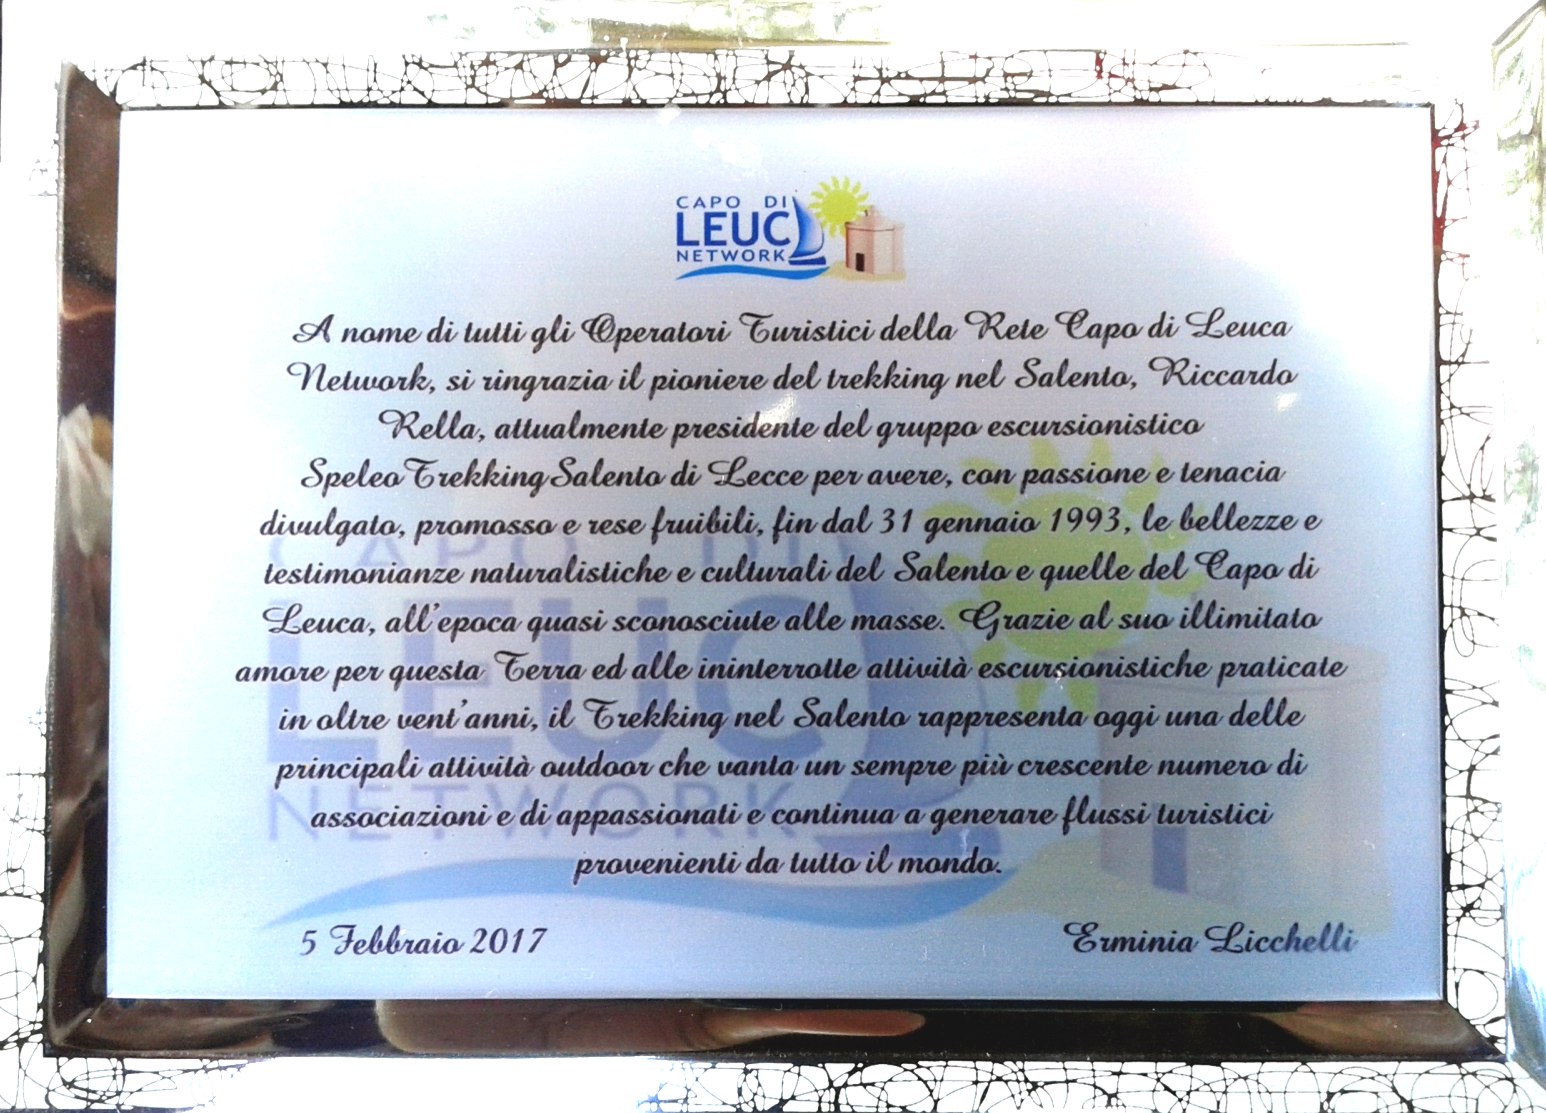 CAPO DI
LEUCA
NETWORK
A nome di tutti gli Operatori Turistici della Rete Capo di Leuca
Network, si ringrazia il pioniere del trekking nel Salento, Riccardo
Rella, attualmente presidente del gruppo escursionistico
SpeleoTrekkingSalento di Lecce per avere, con passione e tenacia
divulgato, promosso e rese fruibili, fin dal 31 gennaio 1993, le bellezze e
testimonianze naturalistiche e culturali del Salento e quelle del Capo di
Leuca, all'epoca quasi sconosciute alle masse. Grazie al suo illimitato
amore per questa Terra ed alle ininterrotte attività escursionistiche praticate
in oltre vent'anni, il Trekking nel Salento rappresenta oggi una delle
principali attività outdoor che vanta un sempre più crescente numero di
associazioni e di appassionati e continua a generare flussi turistici
provenienti da tutto il mondo.
5 Febbraio 2017
Erminia Licchelli